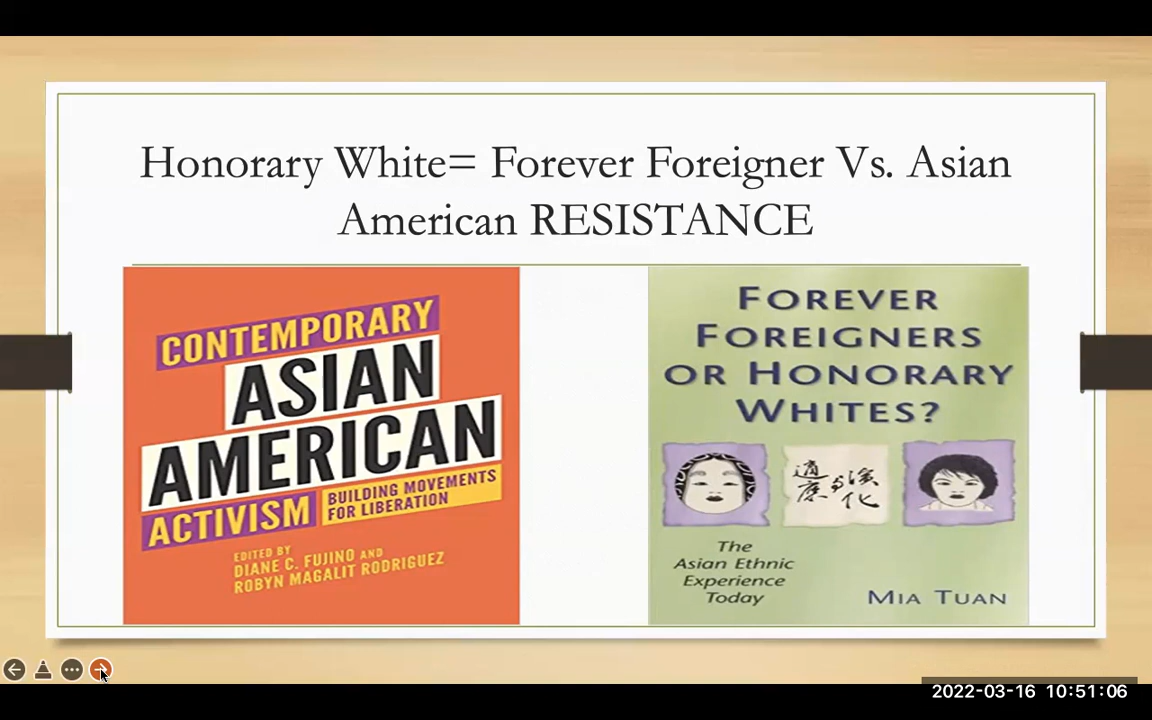 Honorary White= Forever Foreigner Vs. Asian
American RESISTANCE
CONTEMPORARY
ASIAN
AMERICAN
ACTIVISM
BUILDING MOVEMENTS
FOR LIBERATION
EDITED BY
DIANE C. FUJINO AND
ROBYN MAGALIT RODRIGUEZ
FOREVER
FOREIGNERS
OR HONORARY
WHITES?
The
Asian Ethnic
Experience
Today
MIA TUAN
2022-03-16 10:51:06